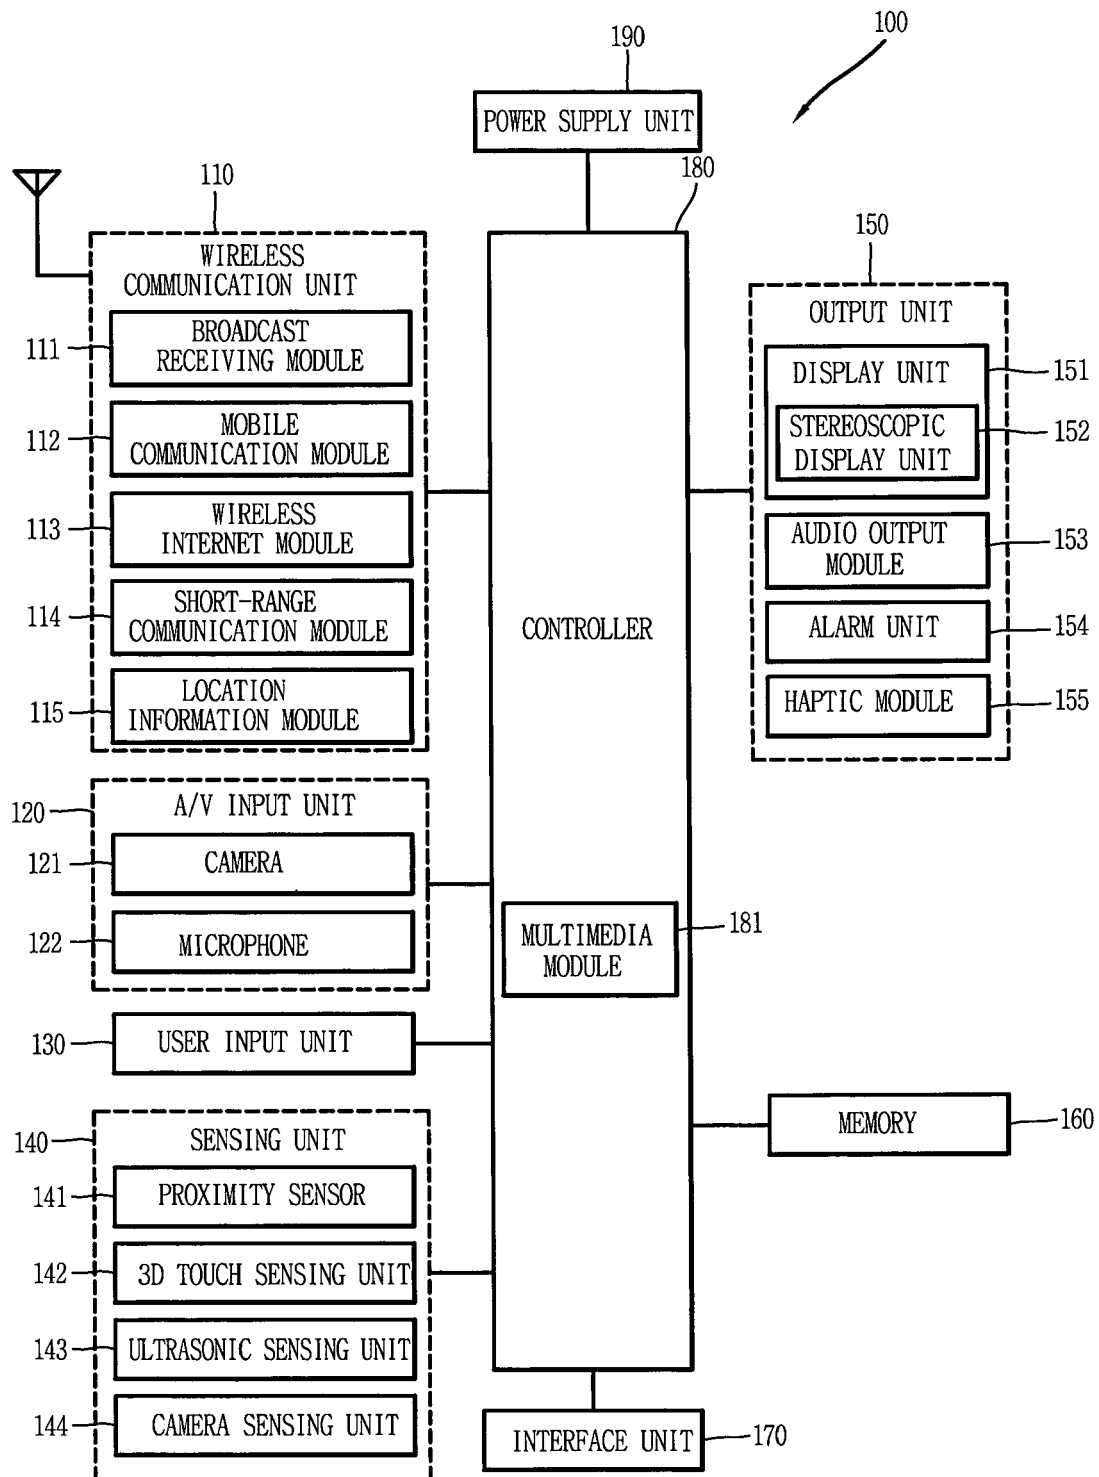 100
190
POWER SUPPLY UNIT
180
110
WIRELESS
COMMUNICATION UNIT
111
BROADCAST
RECEIVING MODULE
112
MOBILE
COMMUNICATION MODULE
113
WIRELESS
INTERNET MODULE
114
SHORT-RANGE
COMMUNICATION MODULE
115
LOCATION
INFORMATION MODULE
120
A/V INPUT UNIT
121
CAMERA
122
MICROPHONE
130
USER INPUT UNIT
140
SENSING UNIT
141
PROXIMITY SENSOR
142
3D TOUCH SENSING UNIT
143
ULTRASONIC SENSING UNIT
144
CAMERA SENSING UNIT
CONTROLLER
MULTIMEDIA
MODULE
181
150
OUTPUT UNIT
DISPLAY UNIT
151
STEREOSCOPIC
DISPLAY UNIT
152
AUDIO OUTPUT
MODULE
153
ALARM UNIT
154
HAPTIC MODULE
155
MEMORY
160
INTERFACE UNIT
170